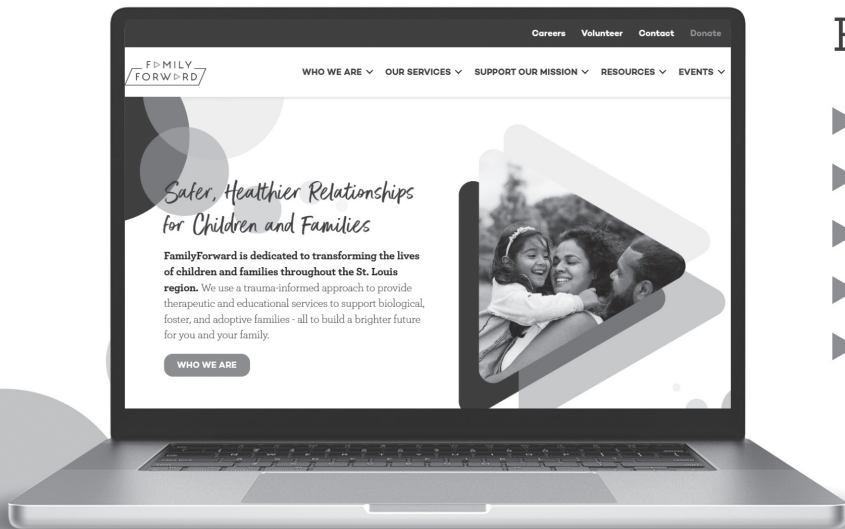 Careers Volunteer Contact Donate
FAMILY
FORWARD
WHO WE ARE OUR SERVICES SUPPORT OUR MISSION RESOURCES EVENTS
Safer, Healthier Relationships
for Children and Families
FamilyForward is dedicated to transforming the lives
of children and families throughout the St. Louis
region. We use a trauma-informed approach to provide
therapeutic and educational services to support biological,
foster, and adoptive families - all to build a brighter future
for you and your family.
WHO WE ARE